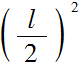 ( l / 2 )²